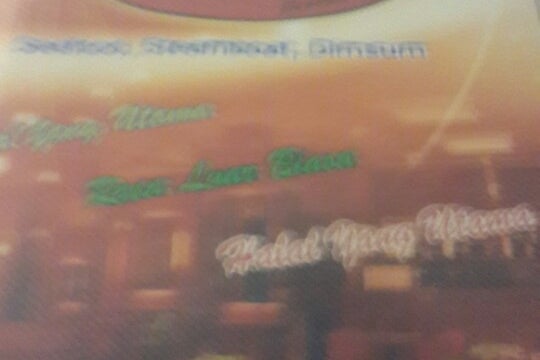 Seafood, Steamboat, Dimsum
Yang Utama
Rasa Luar Biasa
Halal Yang Utama